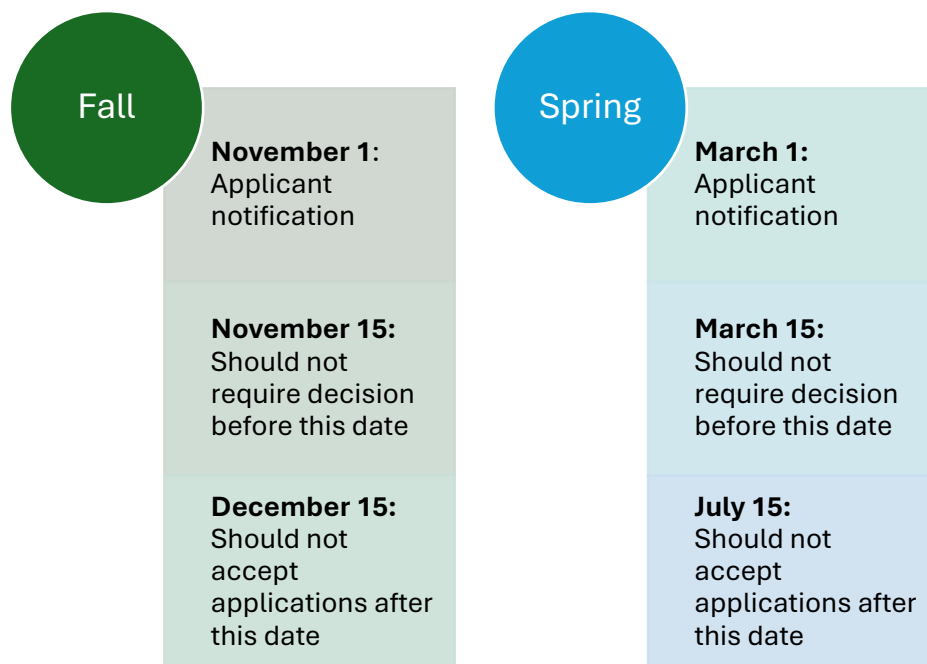 Fall
November 1:
Applicant
notification
November 15:
Should not
require decision
before this date
December 15:
Should not
accept
applications after
this date
Spring
March 1:
Applicant
notification
March 15:
Should not
require decision
before this date
July 15:
Should not
accept
applications after
this date